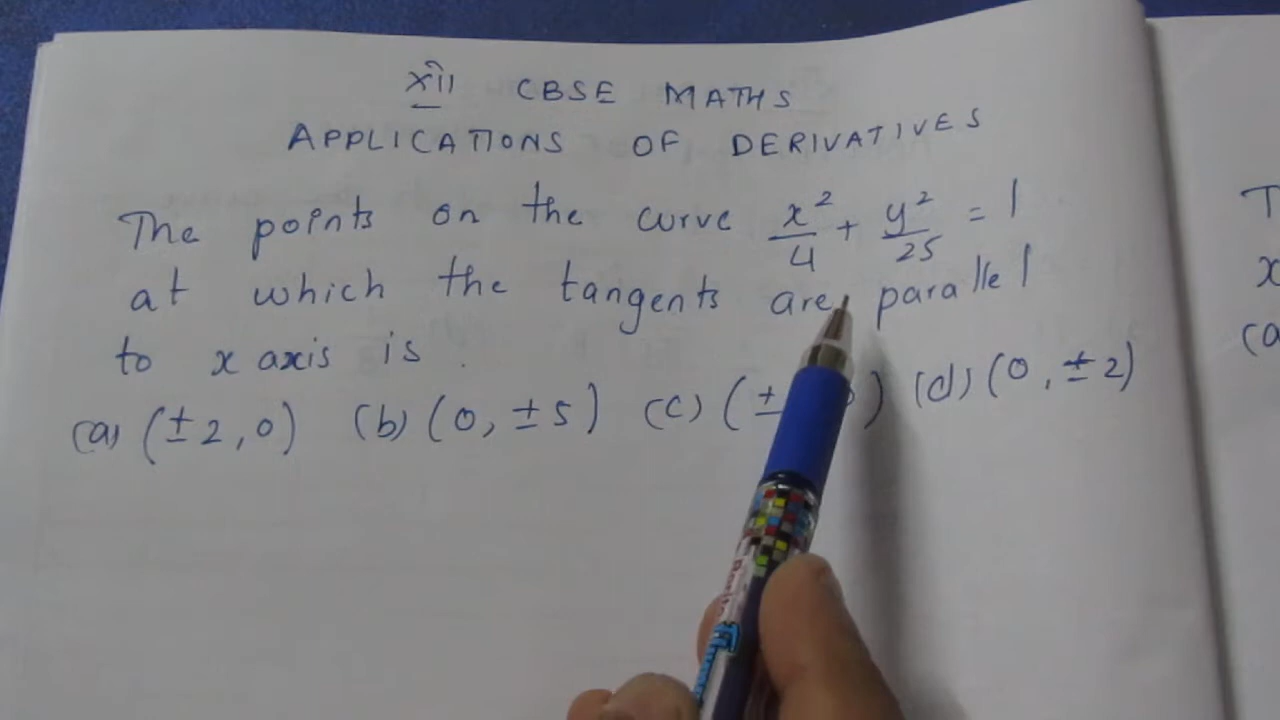 XII CBSE MATHS
APPLICATIONS OF DERIVATIVES
The points on the curve x²/4 + y²/25 = 1
at which the tangents are parallel
to x axis is .
(a) (±2, 0) (b) (0, ±5) (c) (± ) (d) (0, ±2)